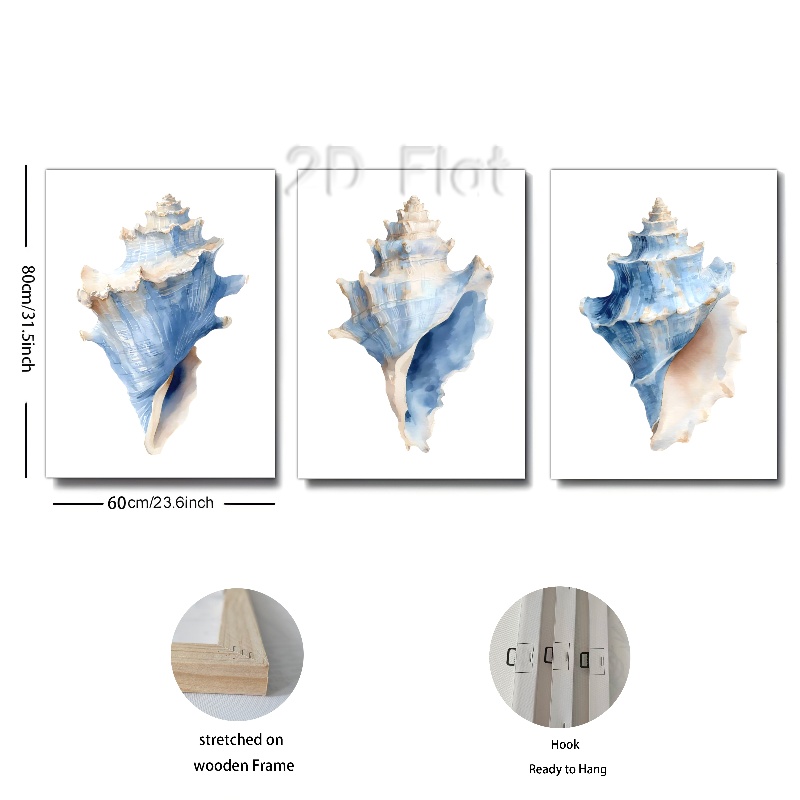 2D Flat
80cm/31.5inch
60cm/23.6inch
stretched on
wooden Frame
Hook
Ready to Hang